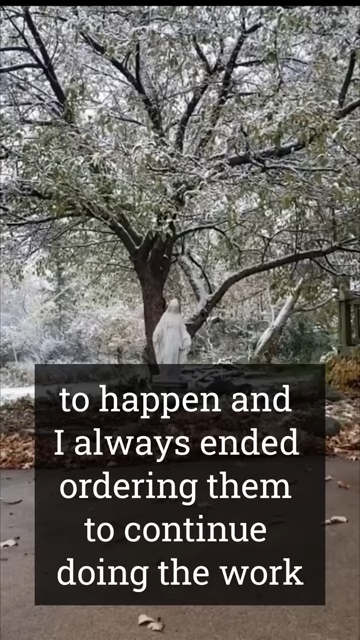 to happen and
I always ended
ordering them
to continue
doing the work